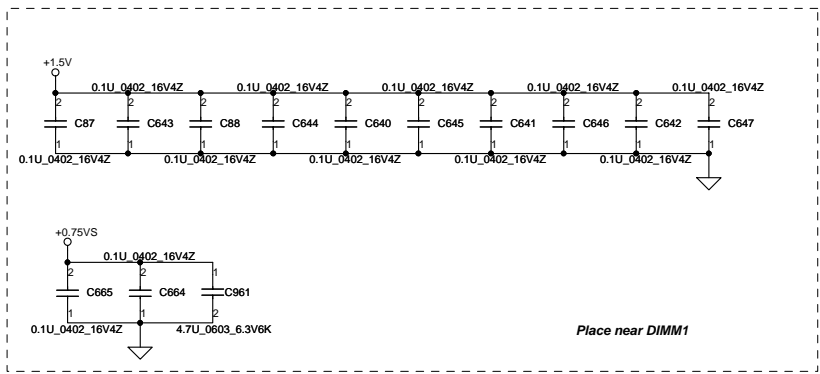 +1.5V
0.1U_0402_16V4Z 0.1U_0402_16V4Z 0.1U_0402_16V4Z 0.1U_0402_16V4Z 0.1U_0402_16V4Z
2 2 2 2 2 2 2 2 2 2
C87 C643 C88 C644 C640 C645 C641 C646 C642 C647
1 1 1 1 1 1 1 1 1 1
0.1U_0402_16V4Z 0.1U_0402_16V4Z 0.1U_0402_16V4Z 0.1U_0402_16V4Z 0.1U_0402_16V4Z
+0.75VS
0.1U_0402_16V4Z
2 2 1
C665 C664 C961
1 1 2
0.1U_0402_16V4Z 4.7U_0603_6.3V6K
Place near DIMM1